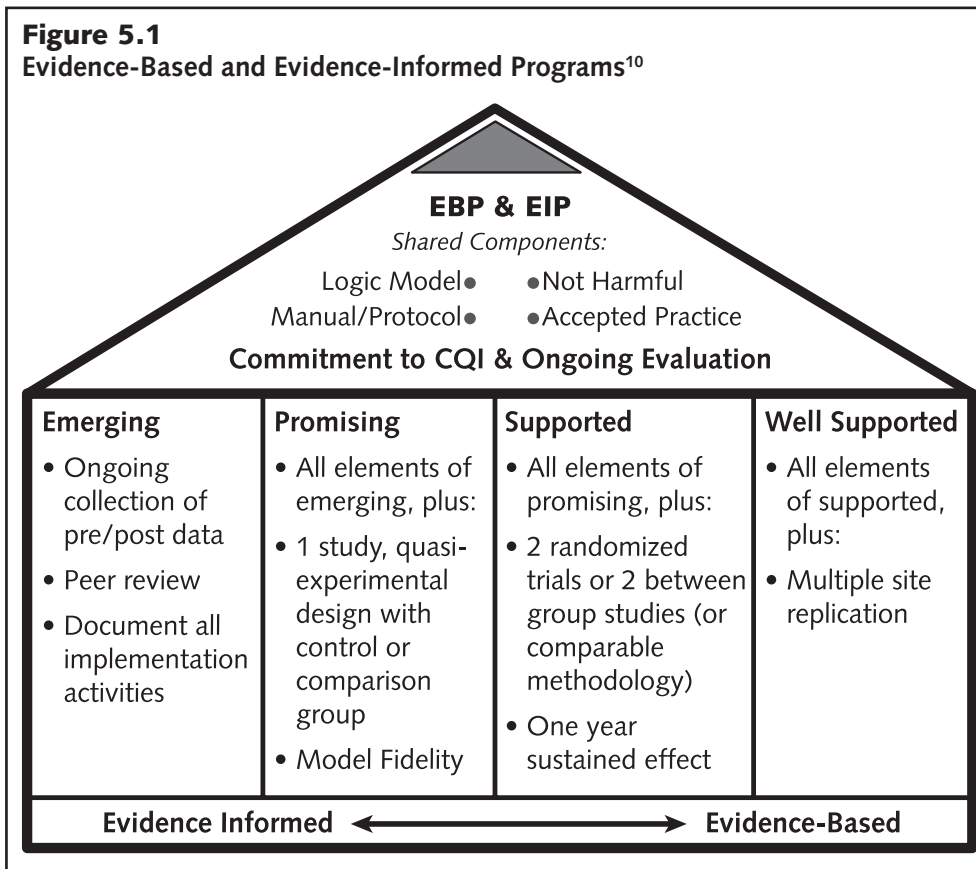 Figure 5.1
Evidence-Based and Evidence-Informed Programs¹⁰
EBP & EIP
Shared Components:
Logic Model● ●Not Harmful
Manual/Protocol● ●Accepted Practice
Commitment to CQI & Ongoing Evaluation
Emerging
• Ongoing
collection of
pre/post data
• Peer review
• Document all
implementation
activities
Promising
• All elements of
emerging, plus:
• 1 study, quasi-
experimental
design with
control or
comparison
group
• Model Fidelity
Supported
• All elements of
promising, plus:
• 2 randomized
trials or 2 between
group studies (or
comparable
methodology)
• One year
sustained effect
Well Supported
• All elements
of supported,
plus:
• Multiple site
replication
Evidence Informed ↔ Evidence-Based